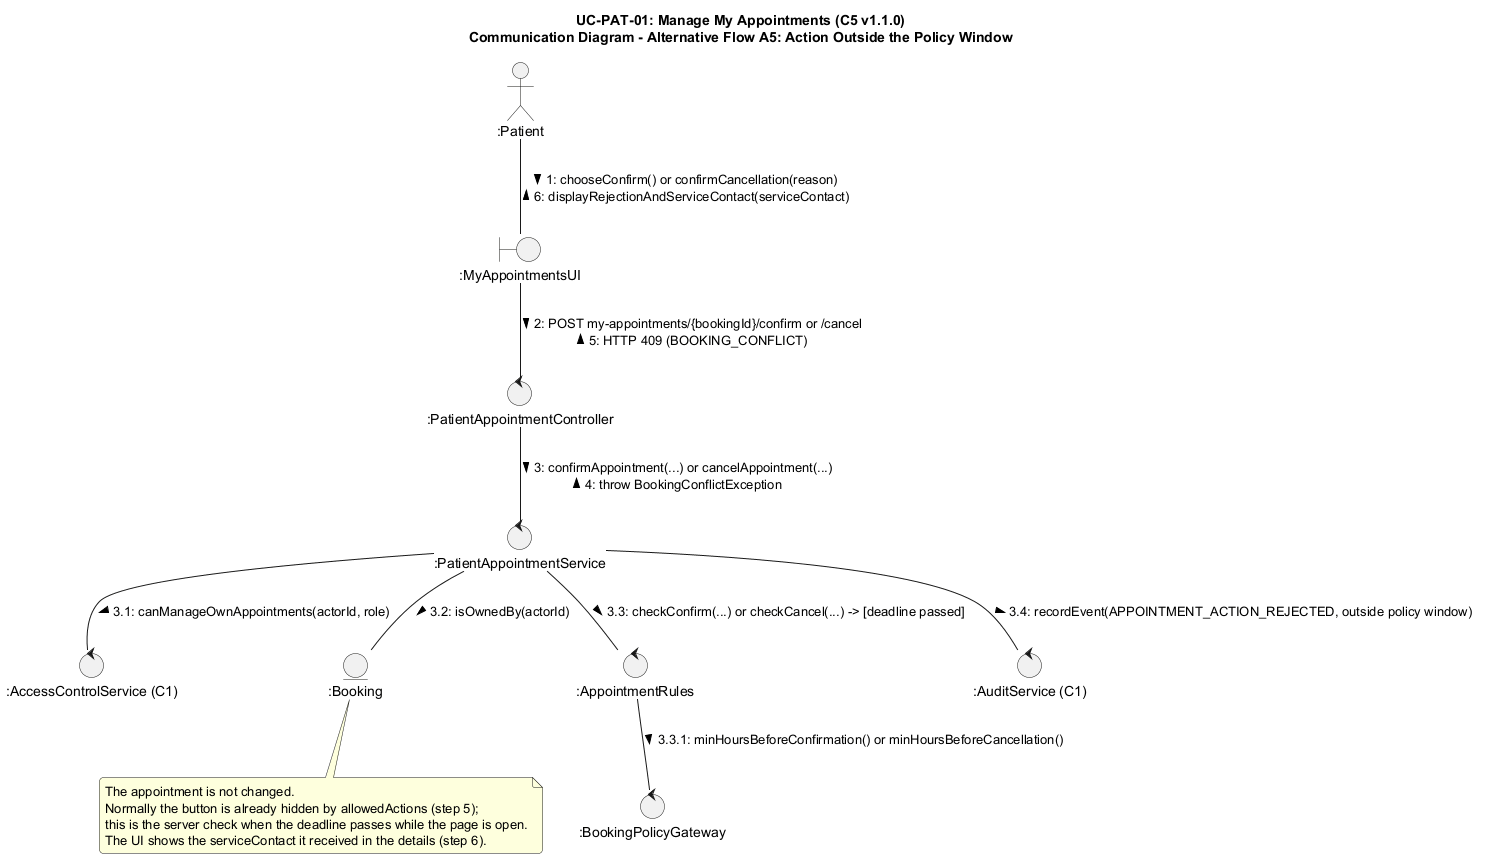 UC-PAT-01: Manage My Appointments (C5 v1.1.0)
Communication Diagram - Alternative Flow A5: Action Outside the Policy Window
:Patient
1: chooseConfirm() or confirmCancellation(reason)
6: displayRejectionAndServiceContact(serviceContact)
:MyAppointmentsUI
2: POST my-appointments/{bookingId}/confirm or /cancel
5: HTTP 409 (BOOKING_CONFLICT)
:PatientAppointmentController
3: confirmAppointment(...) or cancelAppointment(...)
4: throw BookingConflictException
:PatientAppointmentService
3.1: canManageOwnAppointments(actorId, role)
3.2: isOwnedBy(actorId)
3.3: checkConfirm(...) or checkCancel(...) -> [deadline passed]
3.4: recordEvent(APPOINTMENT_ACTION_REJECTED, outside policy window)
:AccessControlService (C1)
:Booking
:AppointmentRules
:AuditService (C1)
3.3.1: minHoursBeforeConfirmation() or minHoursBeforeCancellation()
The appointment is not changed.
Normally the button is already hidden by allowedActions (step 5);
this is the server check when the deadline passes while the page is open.
The UI shows the serviceContact it received in the details (step 6).
:BookingPolicyGateway